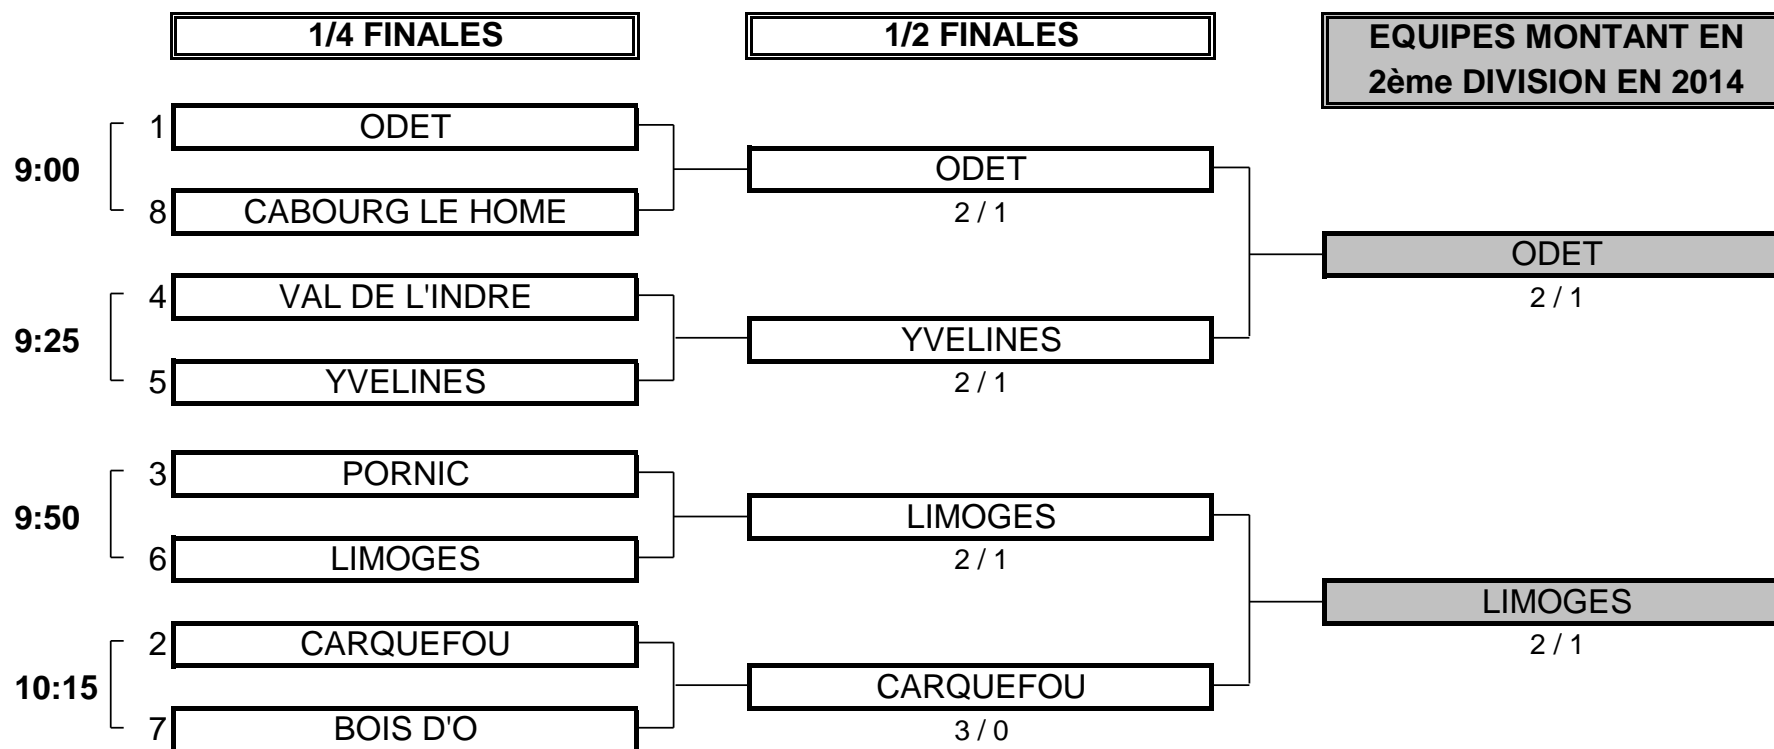 1/4 FINALES
1/2 FINALES
EQUIPES MONTANT EN
2ème DIVISION EN 2014
9:00
1 ODET
8 CABOURG LE HOME
ODET
2 / 1
9:25
4 VAL DE L'INDRE
5 YVELINES
YVELINES
2 / 1
ODET
2 / 1
9:50
3 PORNIC
6 LIMOGES
LIMOGES
2 / 1
10:15
2 CARQUEFOU
7 BOIS D'O
CARQUEFOU
3 / 0
LIMOGES
2 / 1